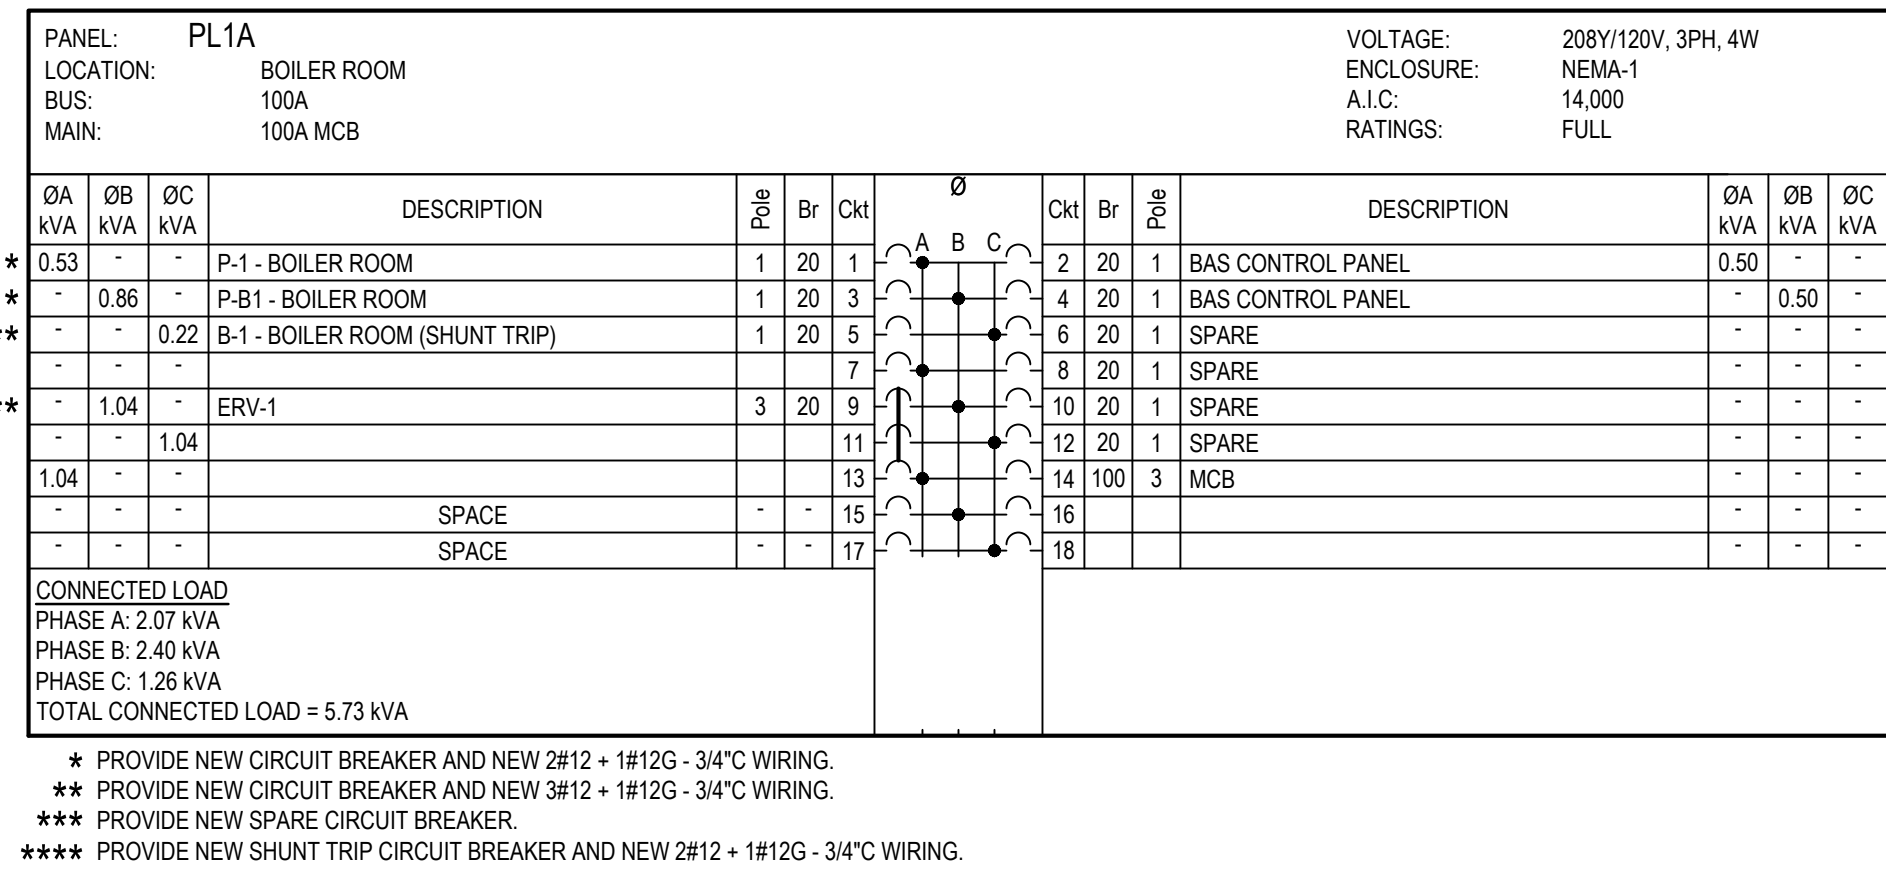 PANEL: PL1A VOLTAGE: 208Y/120V, 3PH, 4W
LOCATION: BOILER ROOM ENCLOSURE: NEMA-1
BUS: 100A A.I.C: 14,000
MAIN: 100A MCB RATINGS: FULL
ØA kVA ØB kVA ØC kVA DESCRIPTION Pole Br Ckt Ø Ckt Br Pole DESCRIPTION ØA kVA ØB kVA ØC kVA
A B C
* 0.53 - - P-1 - BOILER ROOM 1 20 1 2 20 1 BAS CONTROL PANEL 0.50 - -
* - 0.86 - P-B1 - BOILER ROOM 1 20 3 4 20 1 BAS CONTROL PANEL - 0.50 -
* - - 0.22 B-1 - BOILER ROOM (SHUNT TRIP) 1 20 5 6 20 1 SPARE - - -
- - - 7 8 20 1 SPARE - - -
* - 1.04 - ERV-1 3 20 9 10 20 1 SPARE - - -
- - 1.04 11 12 20 1 SPARE - - -
1.04 - - 13 14 100 3 MCB - - -
- - - SPACE - - 15 16 - - -
- - - SPACE - - 17 18 - - -
CONNECTED LOAD
PHASE A: 2.07 kVA
PHASE B: 2.40 kVA
PHASE C: 1.26 kVA
TOTAL CONNECTED LOAD = 5.73 kVA
* PROVIDE NEW CIRCUIT BREAKER AND NEW 2#12 + 1#12G - 3/4"C WIRING.
** PROVIDE NEW CIRCUIT BREAKER AND NEW 3#12 + 1#12G - 3/4"C WIRING.
*** PROVIDE NEW SPARE CIRCUIT BREAKER.
**** PROVIDE NEW SHUNT TRIP CIRCUIT BREAKER AND NEW 2#12 + 1#12G - 3/4"C WIRING.